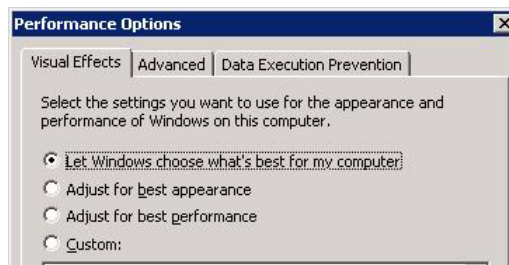 Performance Options
Visual Effects Advanced Data Execution Prevention
Select the settings you want to use for the appearance and
performance of Windows on this computer.
Let Windows choose what's best for my computer
Adjust for best appearance
Adjust for best performance
Custom: